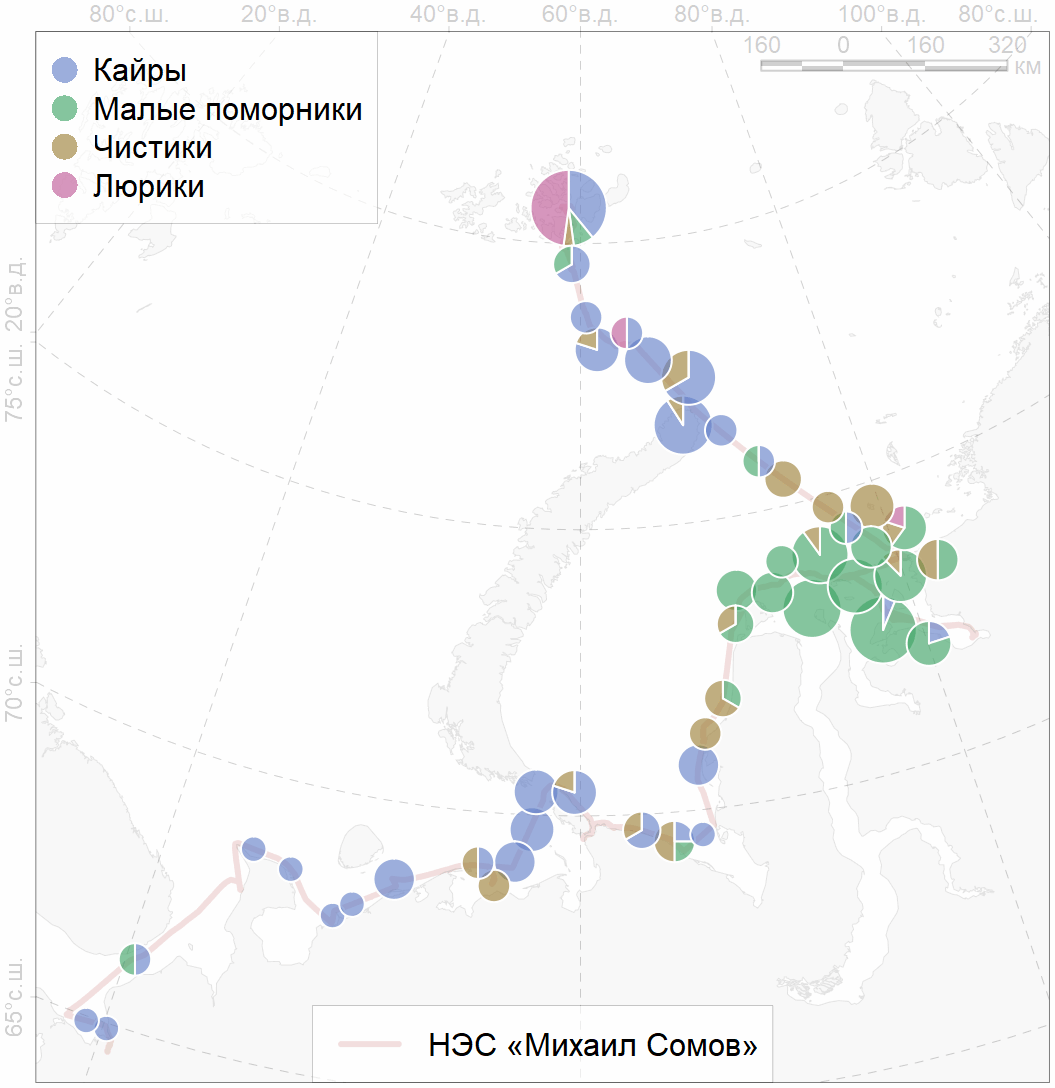 80°с.ш. 20°в.д. 40°в.д. 60°в.д. 80°в.д. 100°в.д. 80°с.ш.
160 0 160 320
км
Кайры
Малые поморники
Чистики
Люрики
20°в.д.
75°с.ш.
70°с.ш.
65°с.ш.
НЭС «Михаил Сомов»